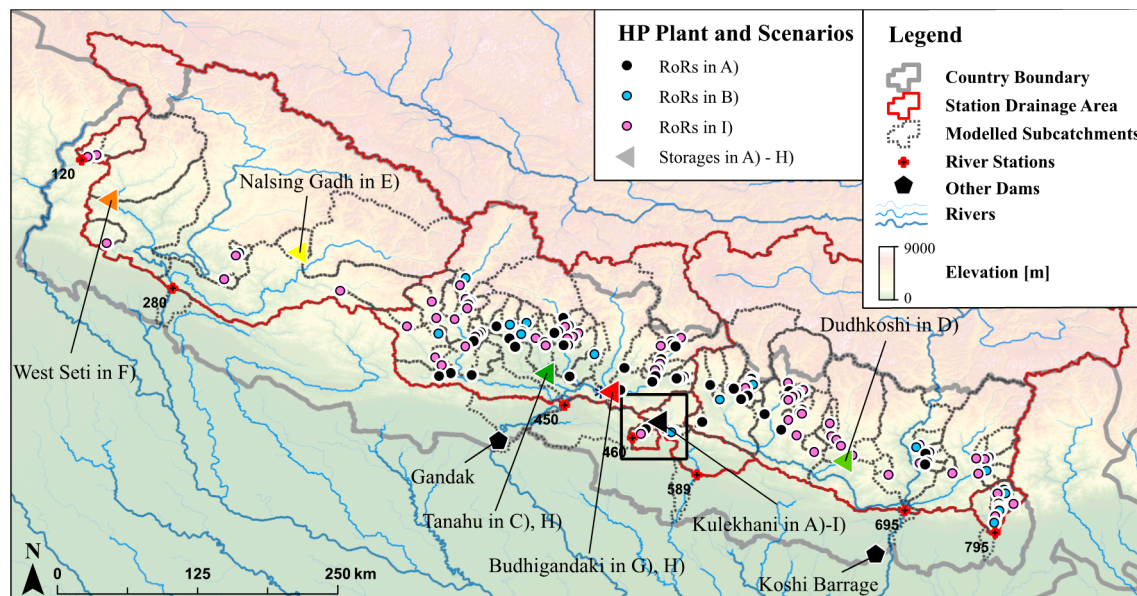 HP Plant and Scenarios
RoRs in A)
RoRs in B)
RoRs in I)
Storages in A) - H)
Legend
Country Boundary
Station Drainage Area
Modelled Subcatchments
River Stations
Other Dams
Rivers
9000
0
Elevation [m]
120
Nalsing Gadh in E)
280
West Seti in F)
Dudhkoshi in D)
450
460
Gandak
589
Tanahu in C), H)
Kulekhani in A)-I)
695
795
Budhigandaki in G), H)
Koshi Barrage
N
0
125
250 km